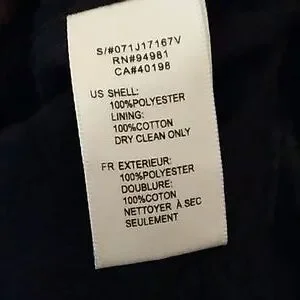 S/#071J17167V
RN#94981
CA#40198
US SHELL:
100%POLYESTER
LINING:
100%COTTON
DRY CLEAN ONLY
FR EXTERIEUR:
100%POLYESTER
DOUBLURE:
100%COTON
NETTOYER À SEC
SEULEMENT